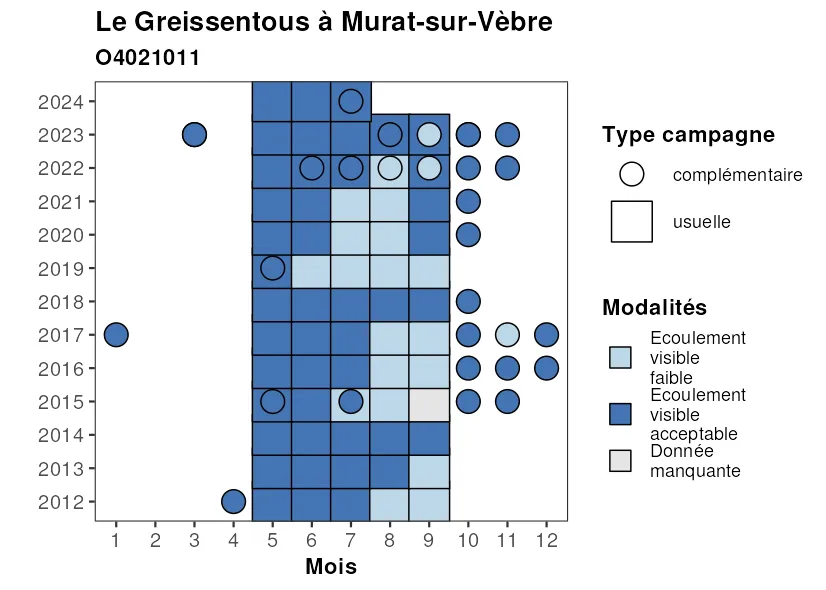 Le Greissentous à Murat-sur-Vèbre
O4021011
2024
2023
2022
2021
2020
2019
2018
2017
2016
2015
2014
2013
2012
1 2 3 4 5 6 7 8 9 10 11 12
Mois
Type campagne
complémentaire
usuelle
Modalités
Ecoulement
visible
faible
Ecoulement
visible
acceptable
Donnée
manquante